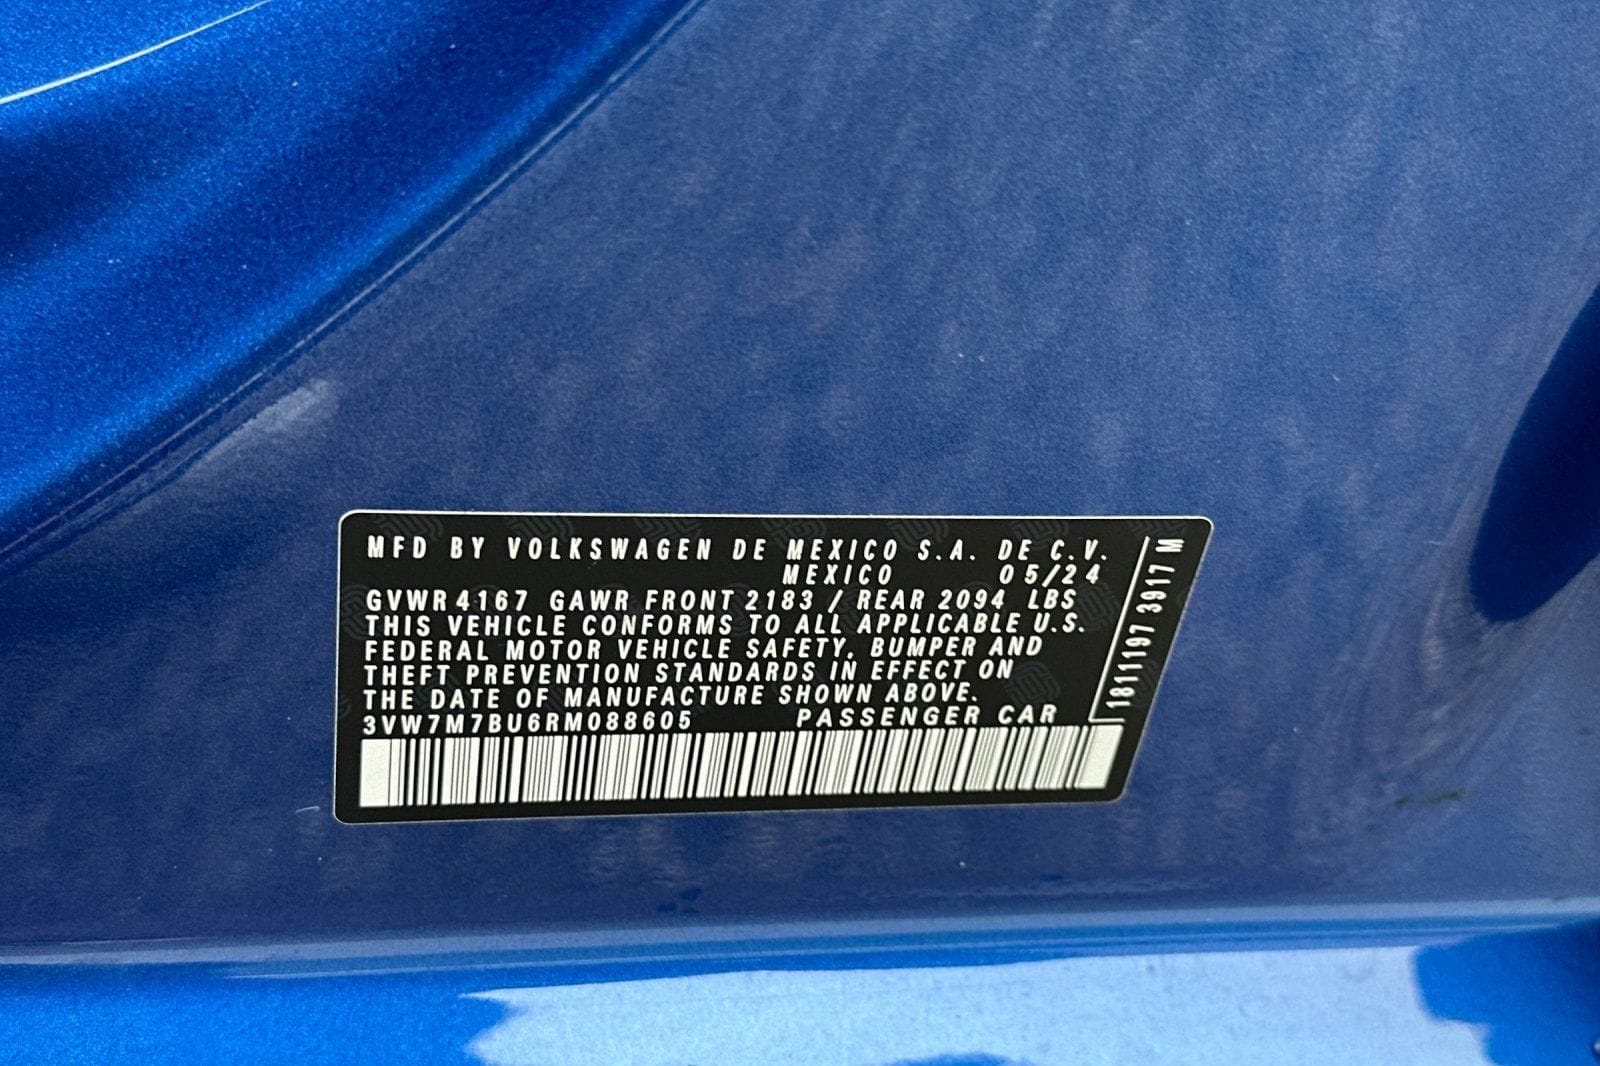 MFD BY VOLKSWAGEN DE MEXICO S.A. DE C.V.
MEXICO 05/24
GVWR 4167 GAWR FRONT 2183 / REAR 2094 LBS
THIS VEHICLE CONFORMS TO ALL APPLICABLE U.S.
FEDERAL MOTOR VEHICLE SAFETY, BUMPER AND
THEFT PREVENTION STANDARDS IN EFFECT ON
THE DATE OF MANUFACTURE SHOWN ABOVE.
3VW7M7BU6RM088605 PASSENGER CAR
1811197 3917 M